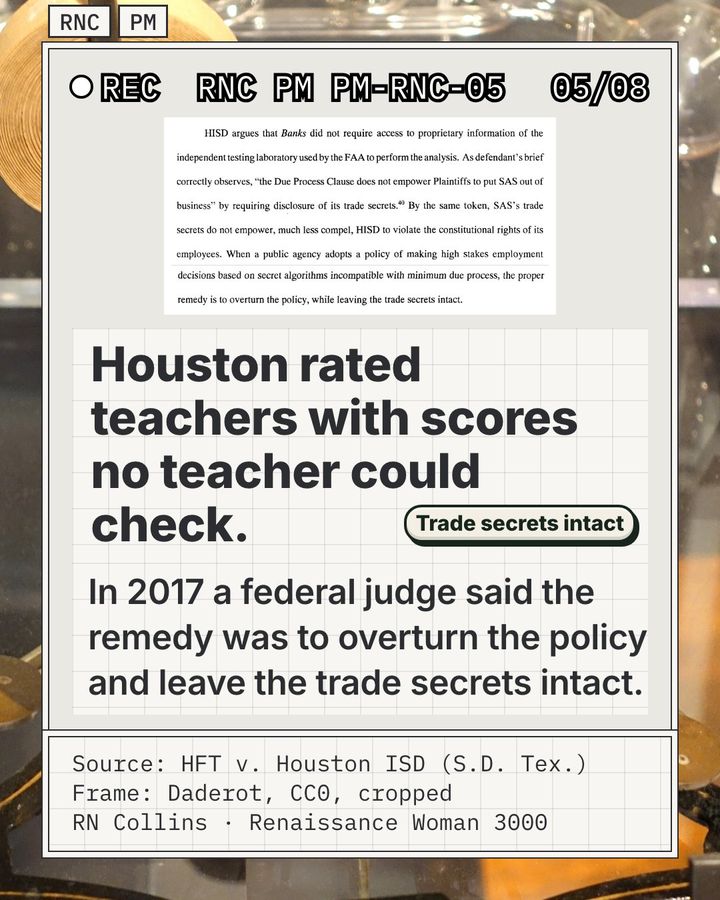 RNC PM
REC RNC PM PM-RNC-05 05/08
HISD argues that Banks did not require access to proprietary information of the
independent testing laboratory used by the FAA to perform the analysis. As defendant's brief
correctly observes, “the Due Process Clause does not empower Plaintiffs to put SAS out of
business” by requiring disclosure of its trade secrets.⁴⁰ By the same token, SAS's trade
secrets do not empower, much less compel, HISD to violate the constitutional rights of its
employees. When a public agency adopts a policy of making high stakes employment
decisions based on secret algorithms incompatible with minimum due process, the proper
remedy is to overturn the policy, while leaving the trade secrets intact.
Houston rated
teachers with scores
no teacher could
check.
Trade secrets intact
In 2017 a federal judge said the
remedy was to overturn the policy
and leave the trade secrets intact.
Source: HFT v. Houston ISD (S.D. Tex.)
Frame: Daderot, CC0, cropped
RN Collins · Renaissance Woman 3000